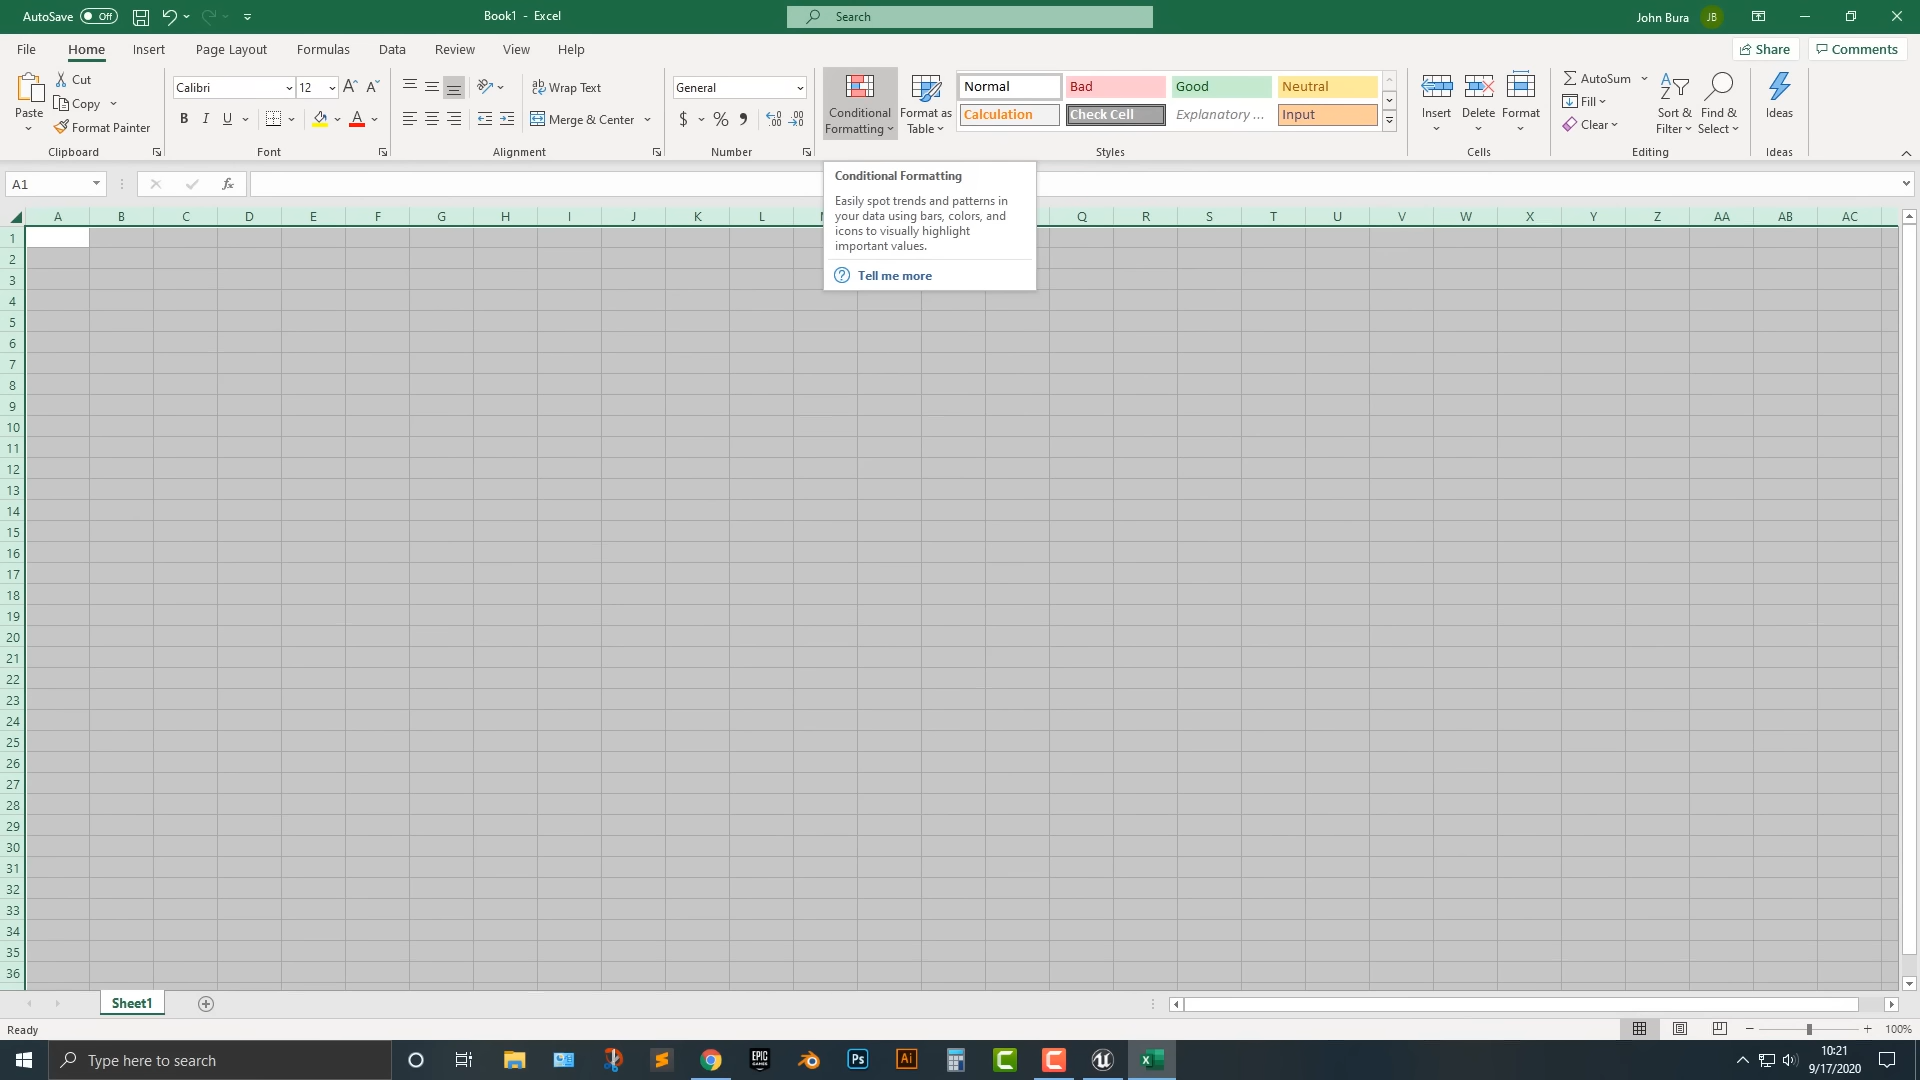 AutoSave Off
Book1 - Excel
Search
John Bura JB
File Home Insert Page Layout Formulas Data Review View Help
Share Comments
Paste
Cut
Copy
Format Painter
Clipboard
Calibri 12
B I U A
Font
Wrap Text
Merge & Center
Alignment
General
$ % 9
Number
Conditional
Formatting
Format as
Table
Normal Bad Good Neutral
Calculation Check Cell Explanatory ... Input
Styles
Insert Delete Format
Cells
AutoSum
Fill
Clear
Sort &
Filter
Find &
Select
Editing
Ideas
Ideas
A1
fx
Conditional Formatting
Easily spot trends and patterns in
your data using bars, colors, and
icons to visually highlight
important values.
Tell me more
A B C D E F G H I J K L Q R S T U V W X Y Z AA AB AC
1
2
3
4
5
6
7
8
9
10
11
12
13
14
15
16
17
18
19
20
21
22
23
24
25
26
27
28
29
30
31
32
33
34
35
36
Sheet1
Ready
100%
Type here to search
EPIC GAMES
Ps
Ai
10:21
9/17/2020